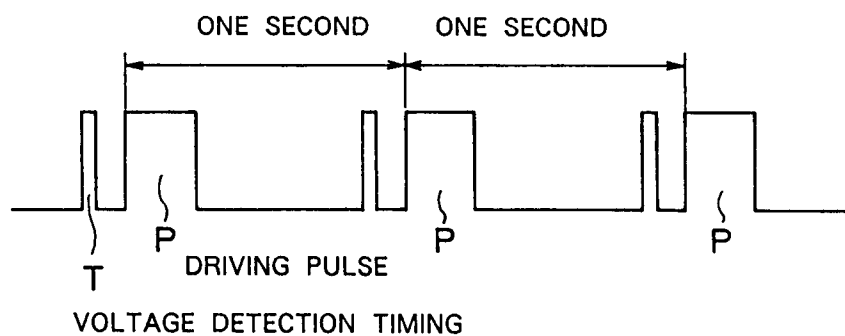 ONE SECOND ONE SECOND
P P P
T DRIVING PULSE
VOLTAGE DETECTION TIMING